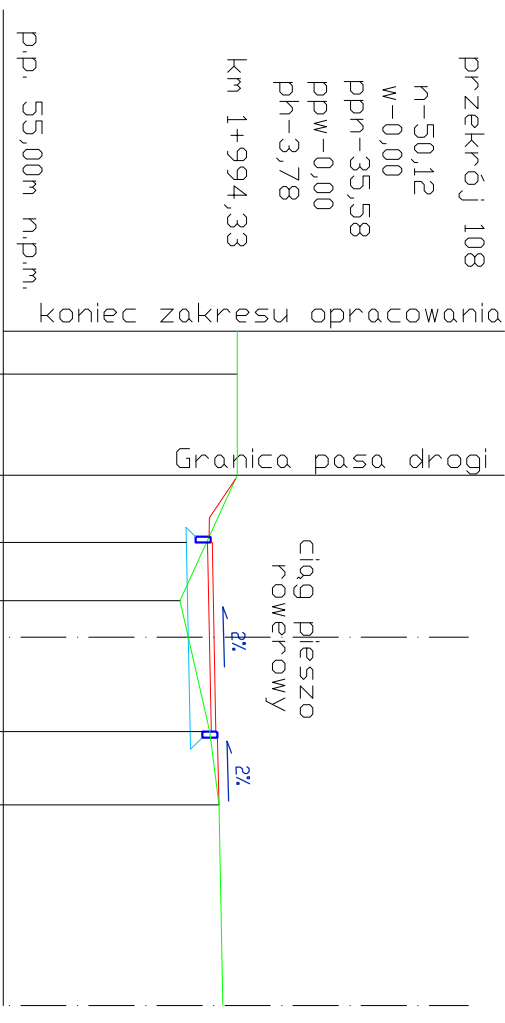 przekrój 108
n-50,12
w-0,00
ppn-35,58
ppw-0,00
ph-3,78
km 1+994,33
p.p. 55,00m n.p.m.
koniec zakresu opracowania
Granica pasa drogi
ciąg pieszo
rowerowy
2%
2%